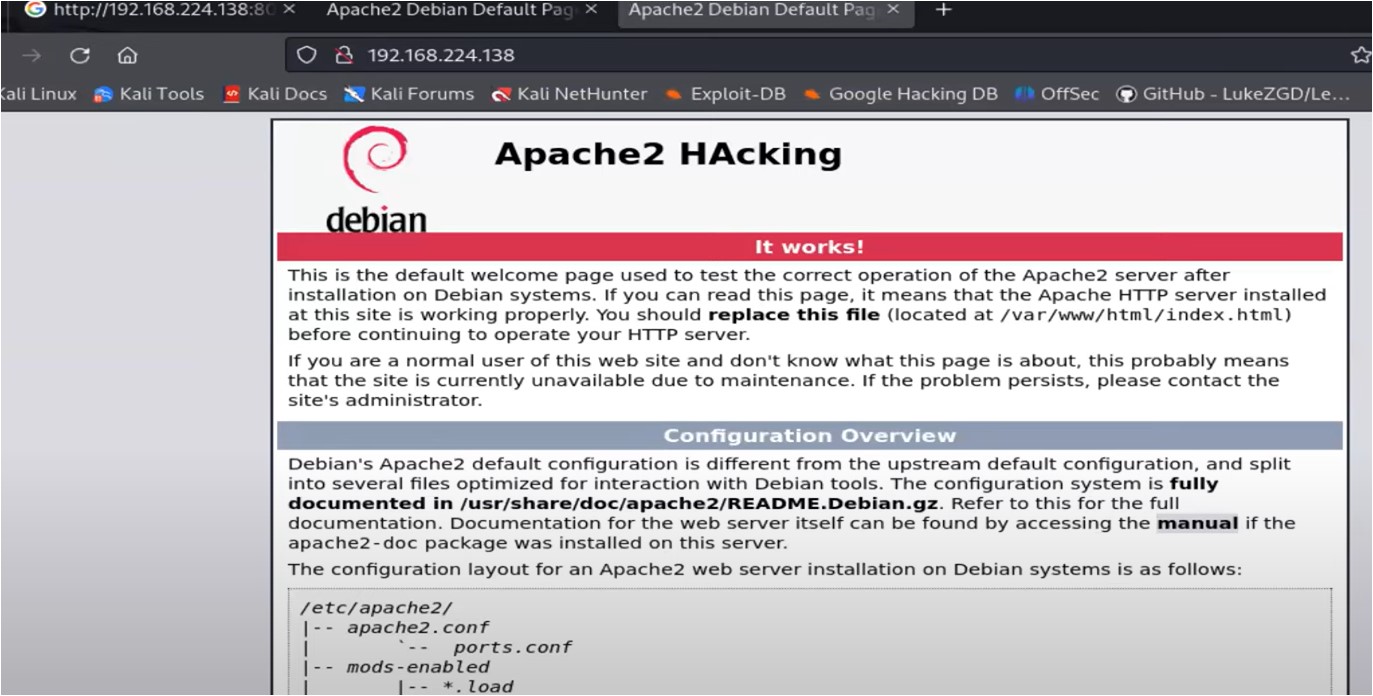 http://192.168.224.138:80
Apache2 Debian Default Pag
Apache2 Debian Default Pag
192.168.224.138
Kali Linux
Kali Tools
Kali Docs
Kali Forums
Kali NetHunter
Exploit-DB
Google Hacking DB
OffSec
GitHub - LukeZGD/Le...
debian
Apache2 HAcking
It works!
This is the default welcome page used to test the correct operation of the Apache2 server after
installation on Debian systems. If you can read this page, it means that the Apache HTTP server installed
at this site is working properly. You should replace this file (located at /var/www/html/index.html)
before continuing to operate your HTTP server.
If you are a normal user of this web site and don't know what this page is about, this probably means
that the site is currently unavailable due to maintenance. If the problem persists, please contact the
site's administrator.
Configuration Overview
Debian's Apache2 default configuration is different from the upstream default configuration, and split
into several files optimized for interaction with Debian tools. The configuration system is fully
documented in /usr/share/doc/apache2/README.Debian.gz. Refer to this for the full
documentation. Documentation for the web server itself can be found by accessing the manual if the
apache2-doc package was installed on this server.
The configuration layout for an Apache2 web server installation on Debian systems is as follows:
/etc/apache2/
|-- apache2.conf
|       `--  ports.conf
|-- mods-enabled
|       |-- *.load